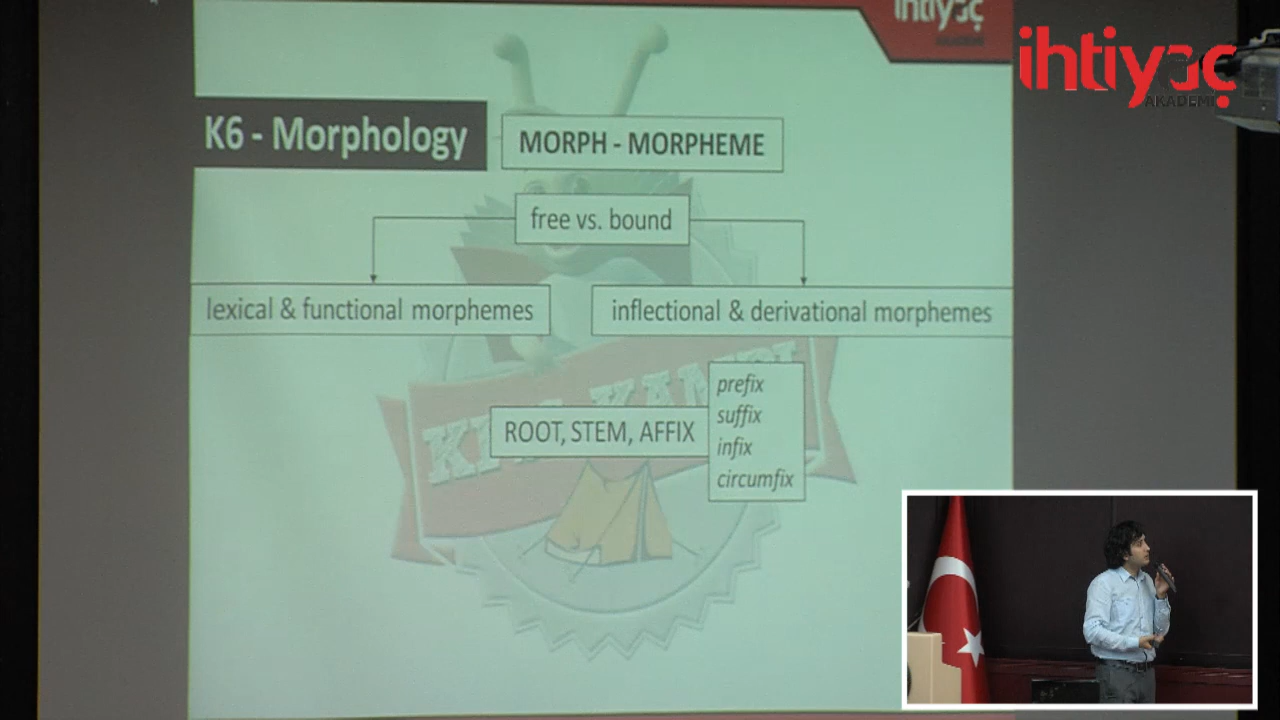 ihtiyaç
ihtiyaç
AKADEMİ
K6 - Morphology
MORPH - MORPHEME
free vs. bound
lexical & functional morphemes
inflectional & derivational morphemes
ROOT, STEM, AFFIX
prefix
suffix
infix
circumfix